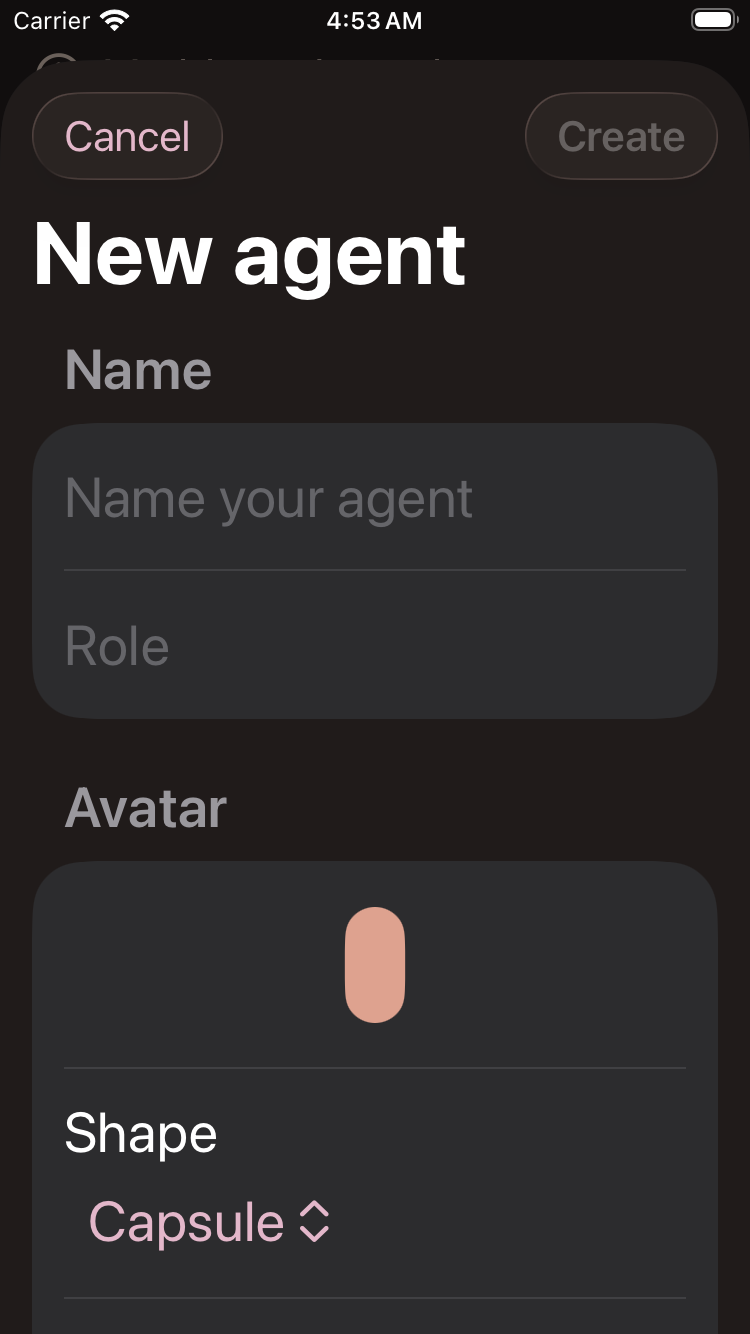 Carrier 4:53 AM
Cancel Create
New agent
Name
Name your agent
Role
Avatar
Shape
Capsule